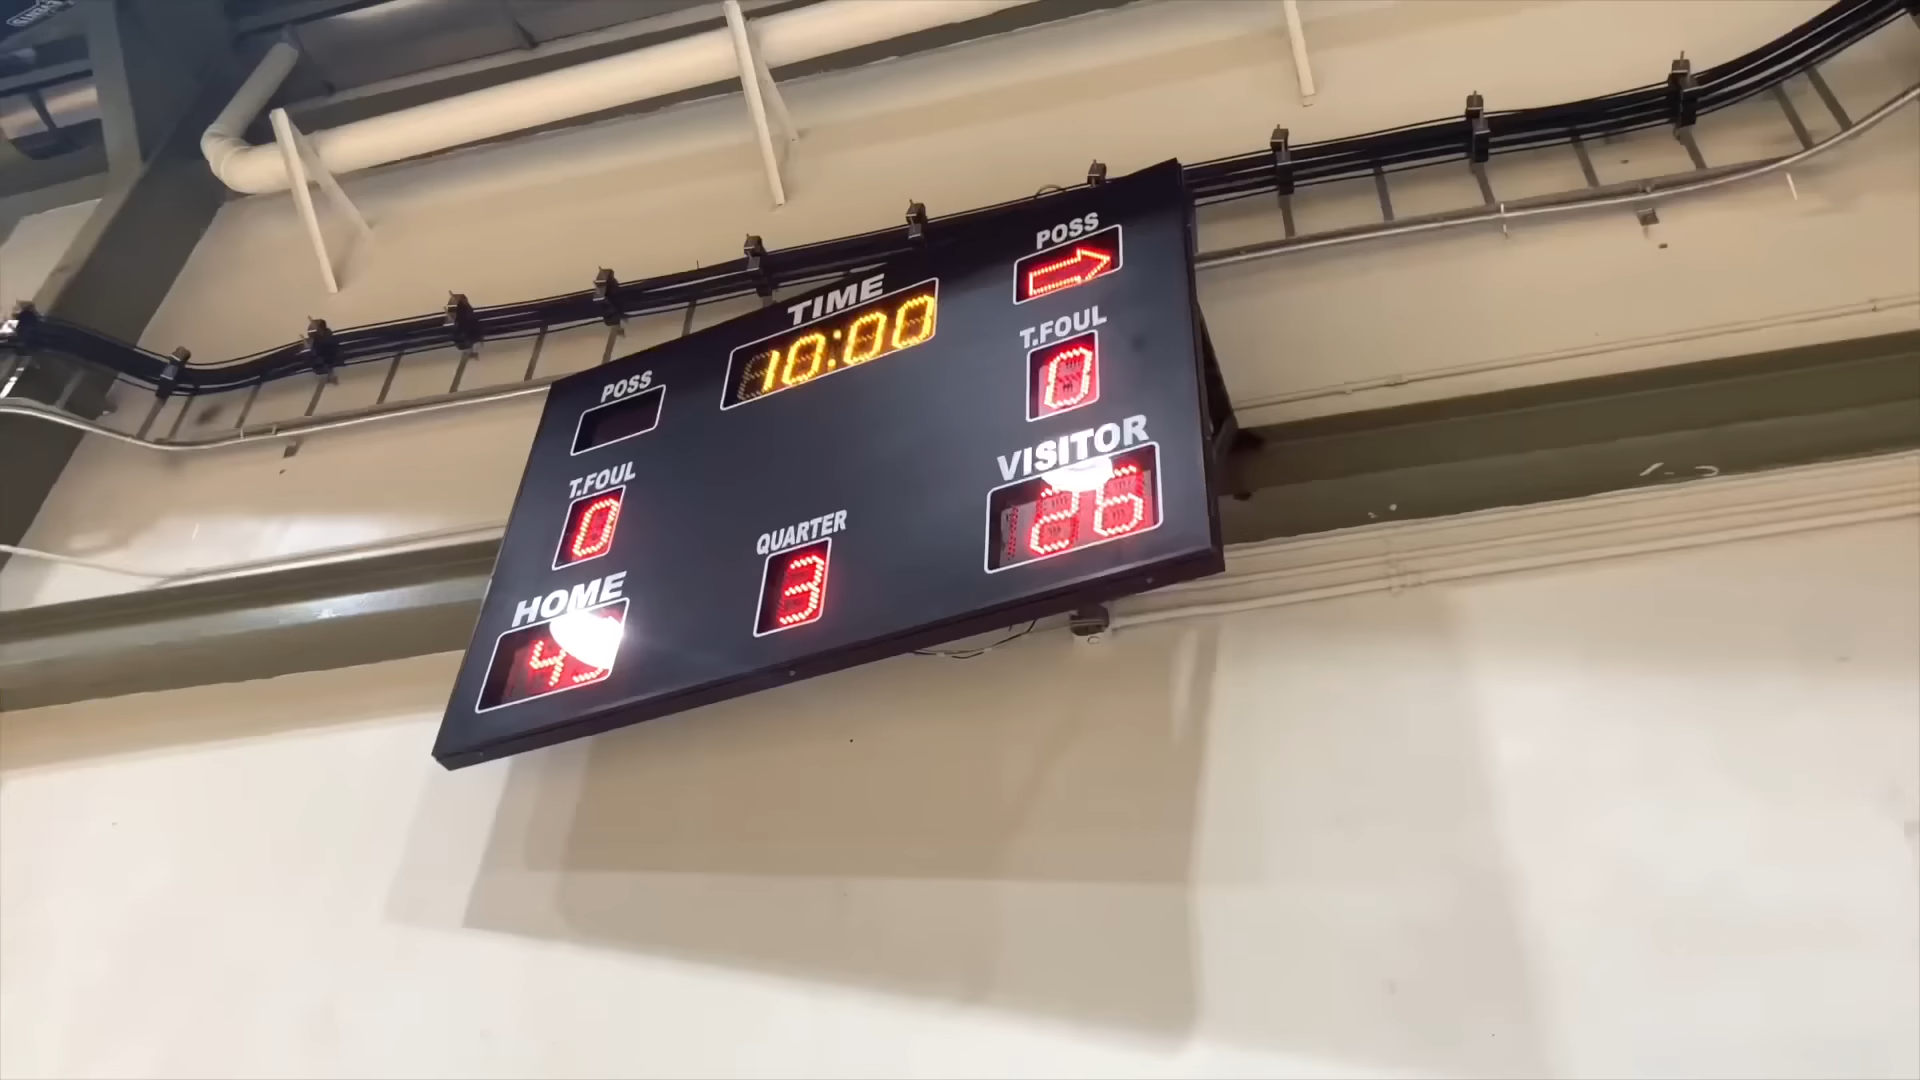 POSS
TIME
10:00
POSS
T.FOUL
0
T.FOUL
0
VISITOR
26
QUARTER
3
HOME